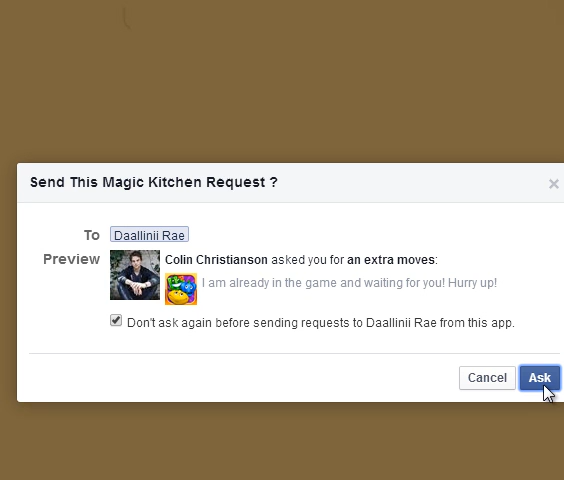 Send This Magic Kitchen Request ?
To Daallinii Rae
Preview Colin Christianson asked you for an extra moves:
I am already in the game and waiting for you! Hurry up!
Don't ask again before sending requests to Daallinii Rae from this app.
Cancel Ask